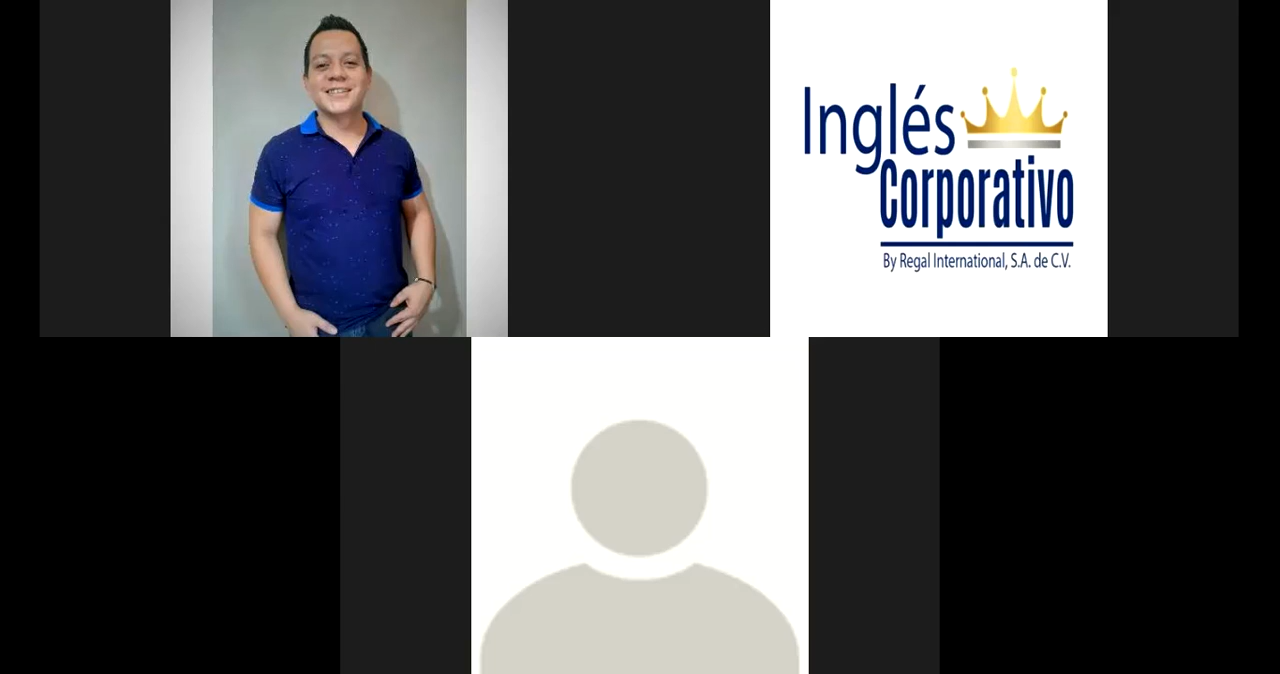 Inglés
Corporativo
By Regal International, S.A. de C.V.